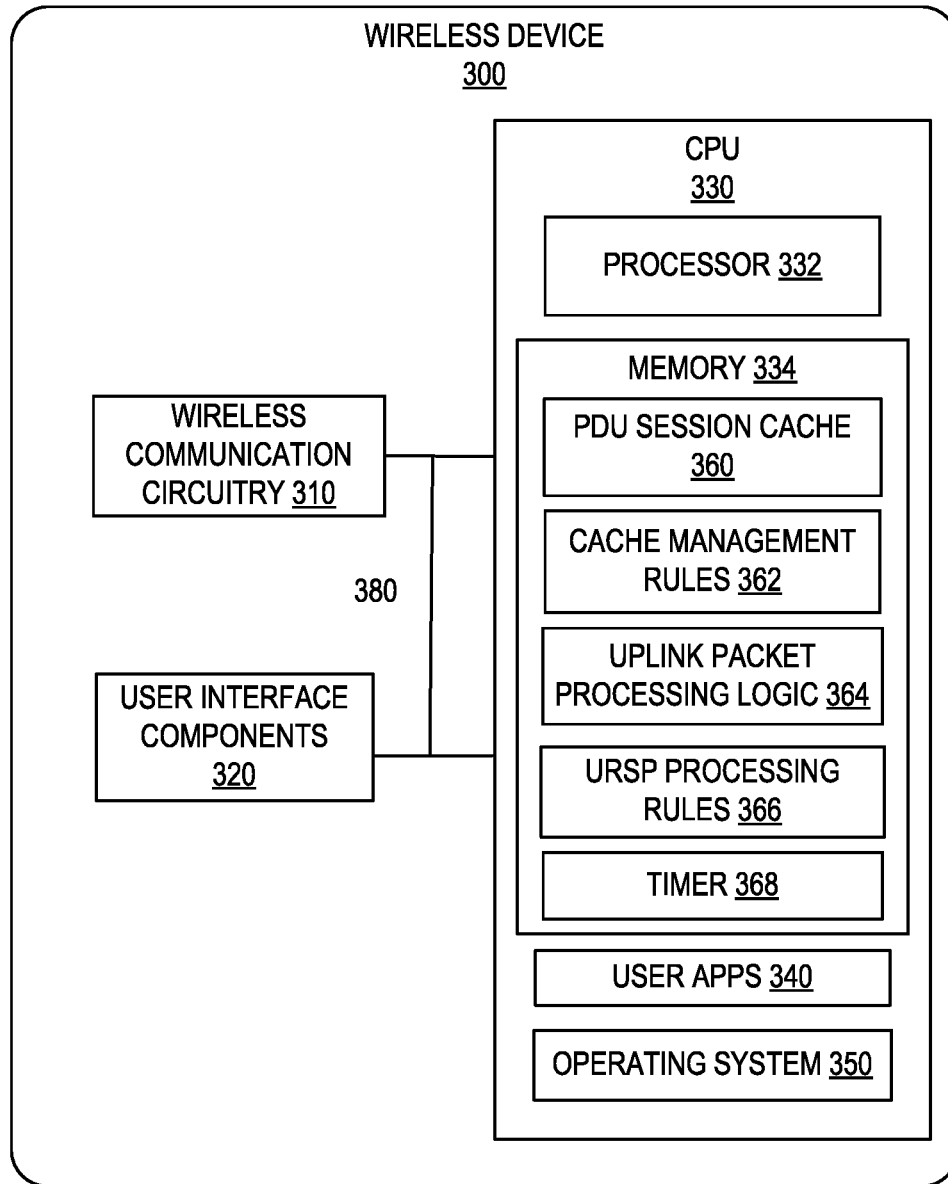 WIRELESS DEVICE
300
CPU
330
PROCESSOR 332
MEMORY 334
PDU SESSION CACHE
360
CACHE MANAGEMENT
RULES 362
UPLINK PACKET
PROCESSING LOGIC 364
URSP PROCESSING
RULES 366
TIMER 368
USER APPS 340
OPERATING SYSTEM 350
WIRELESS
COMMUNICATION
CIRCUITRY 310
380
USER INTERFACE
COMPONENTS
320